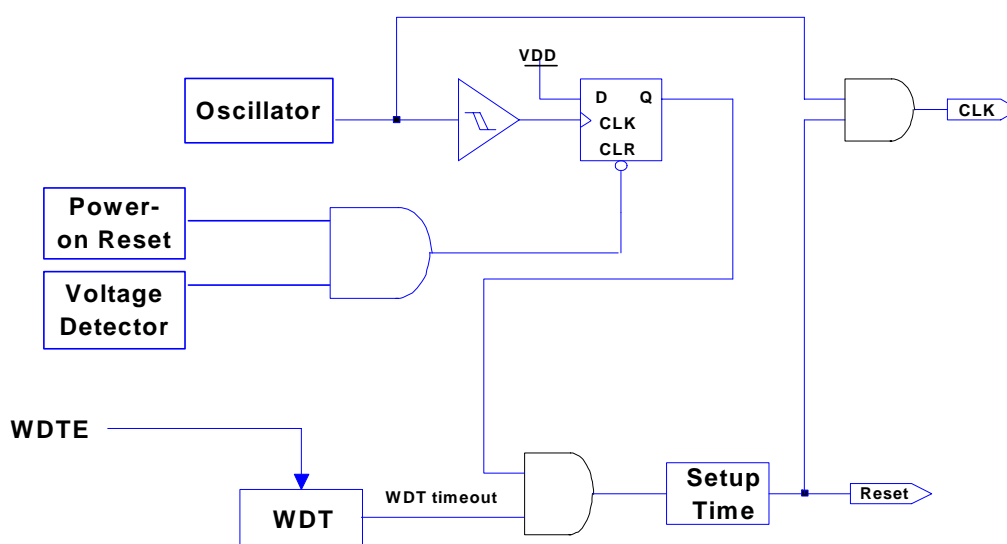 VDD
Oscillator
D Q
CLK
CLR
CLK
Power-
on Reset
Voltage
Detector
WDTE
WDT timeout
WDT
Setup
Time
Reset